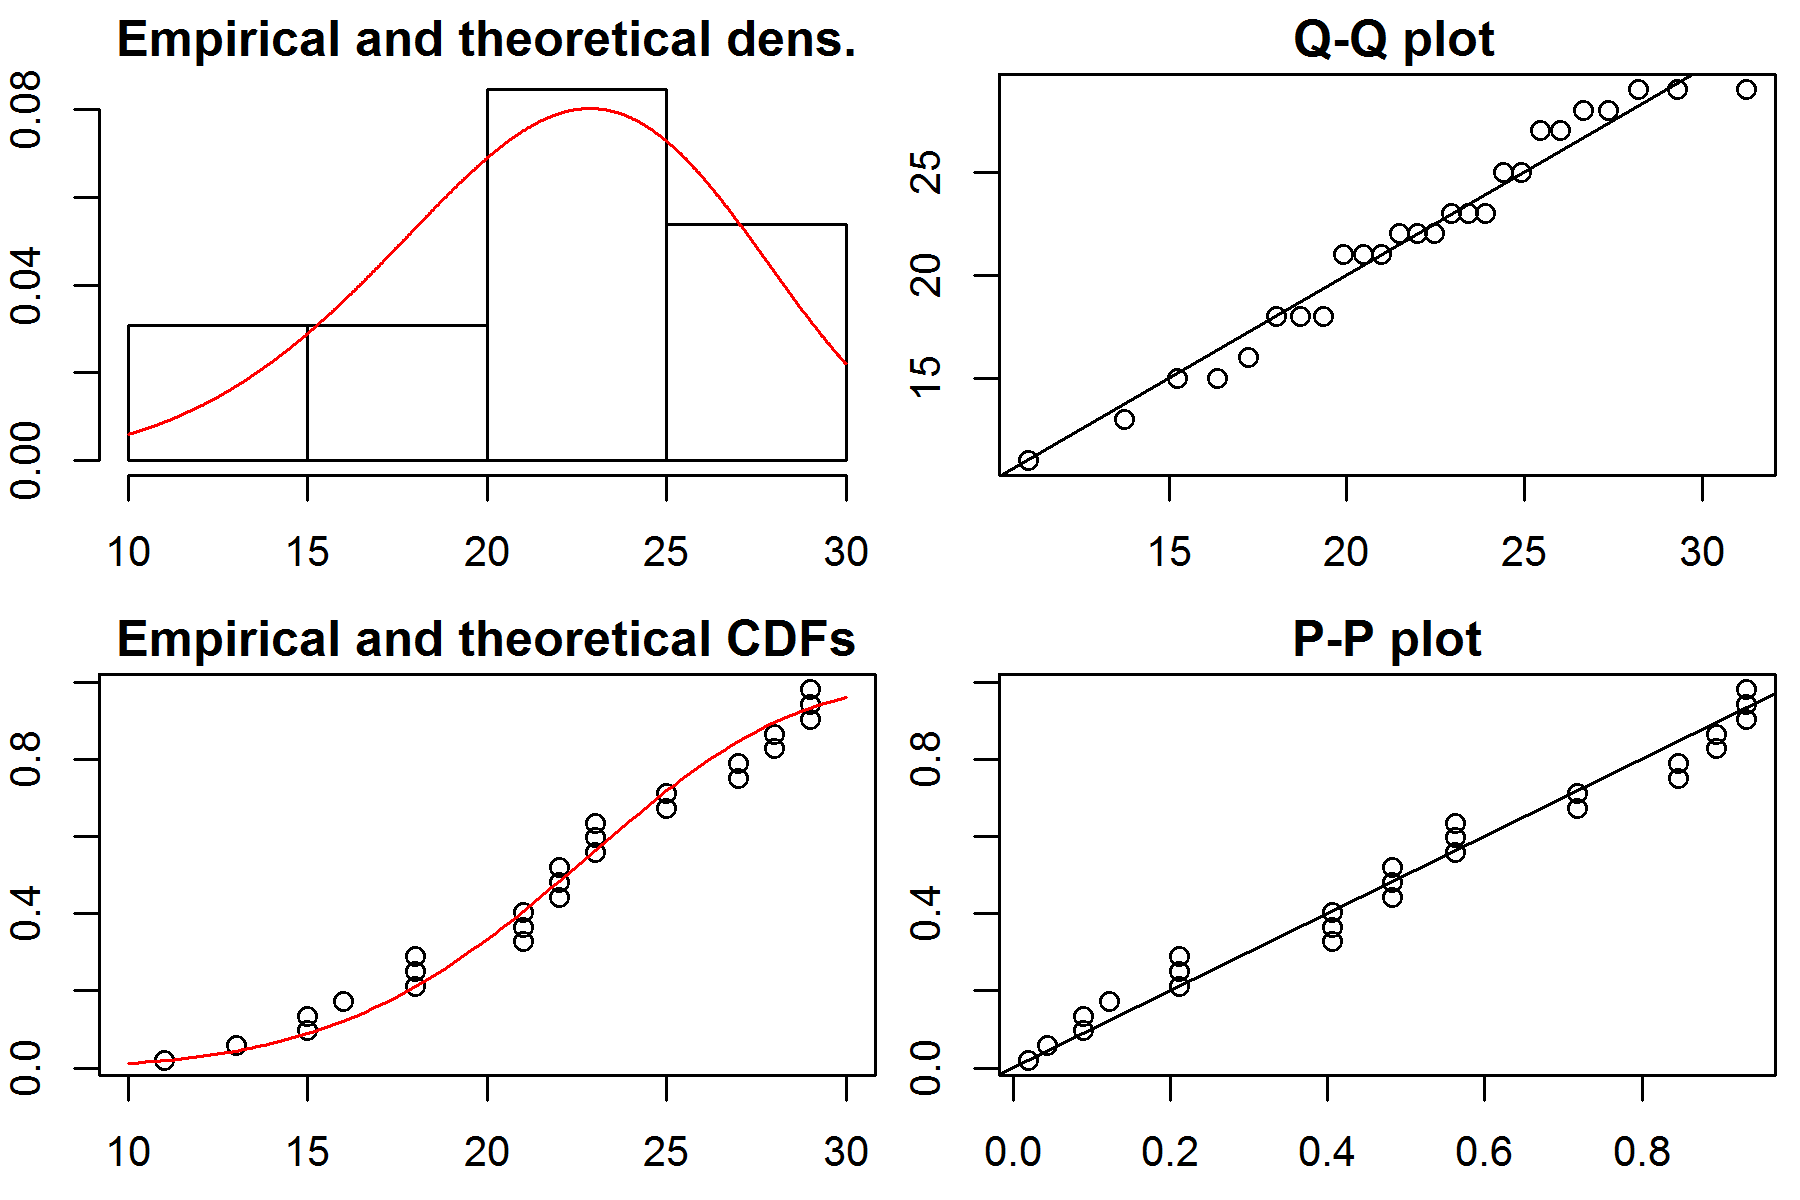 Empirical and theoretical dens.
0.08
0.04
0.00
10 15 20 25 30
Q-Q plot
25
20
15
15 20 25 30
Empirical and theoretical CDFs
0.8
0.4
0.0
10 15 20 25 30
P-P plot
0.8
0.4
0.0
0.0 0.2 0.4 0.6 0.8